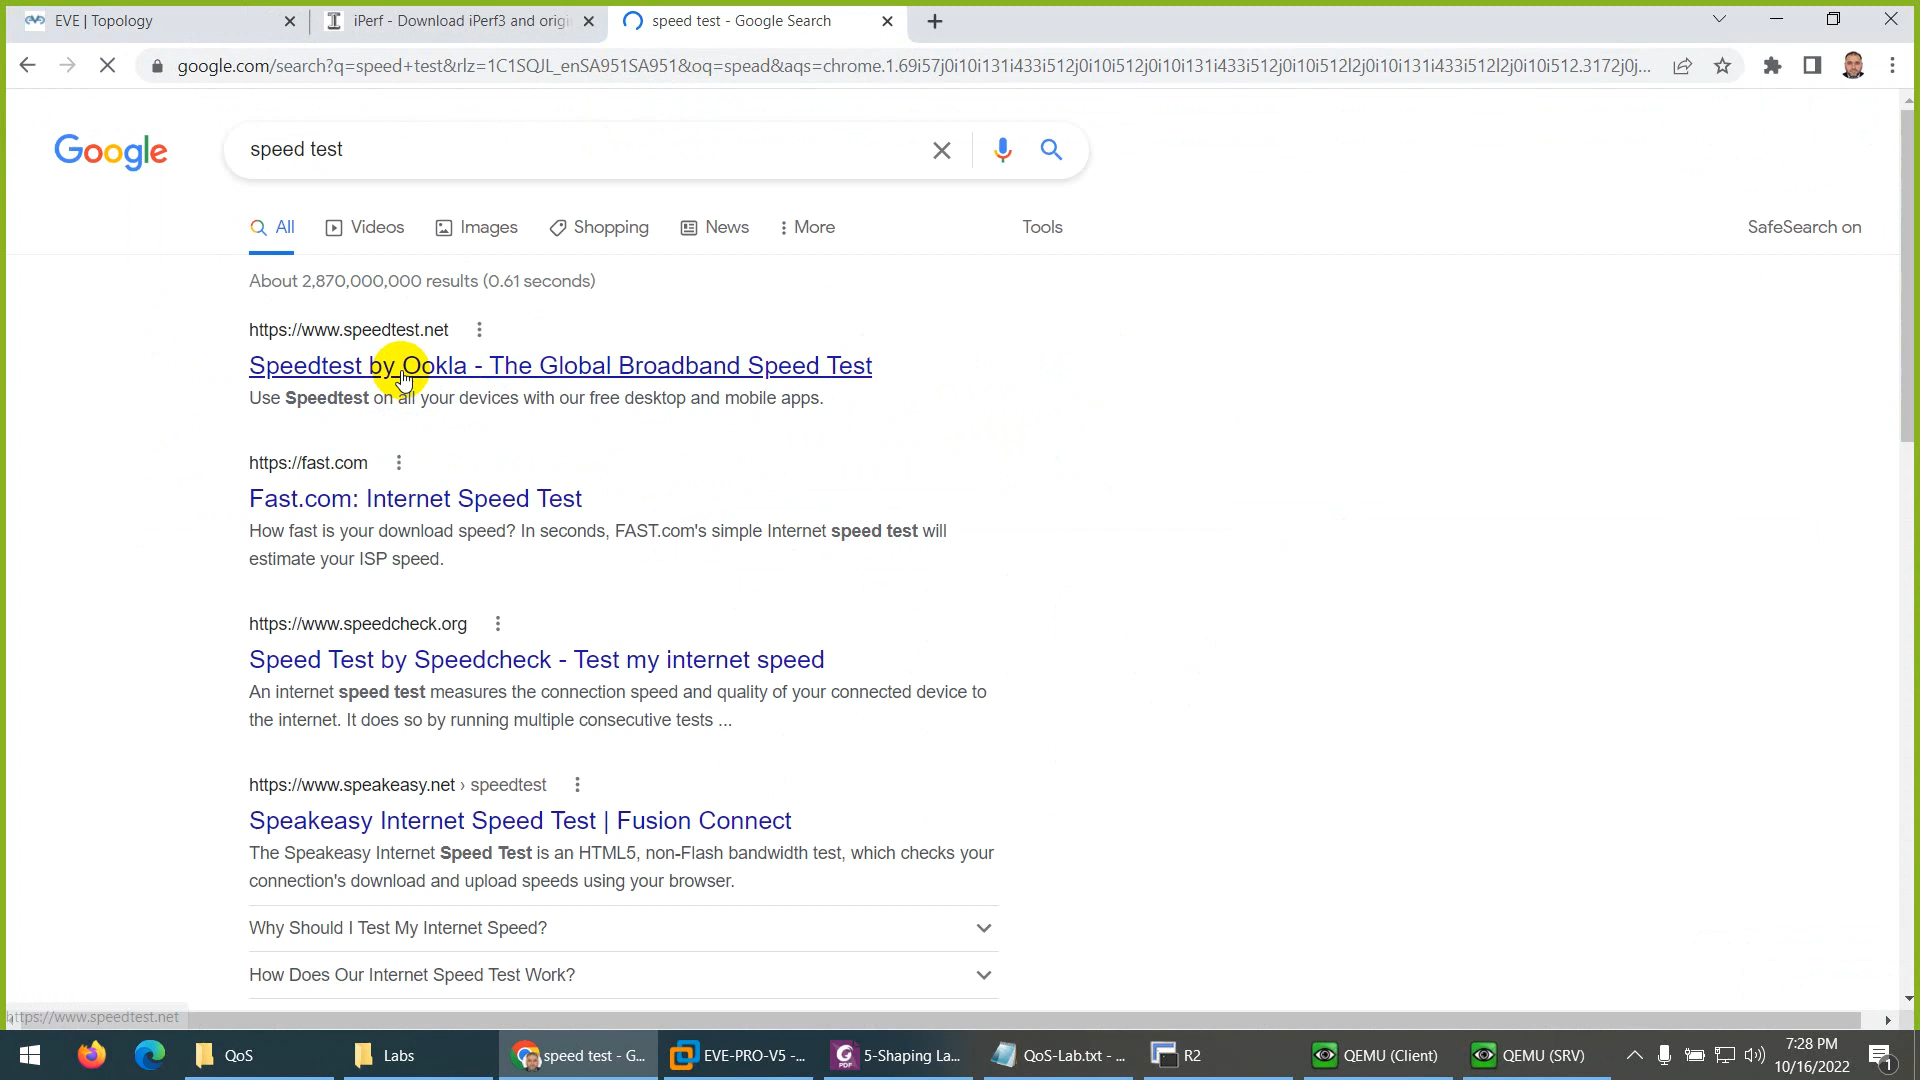 EVE | Topology
iPerf - Download iPerf3 and origi
speed test - Google Search
google.com/search?q=speed+test&rlz=1C1SQJL_enSA951SA951&oq=spead&aqs=chrome.1.69i57j0i10i131i433i512j0i10i512j0i10i131i433i512j0i10i512l2j0i10i131i433i512l2j0i10i512.3172j0j...
Google
speed test
All
Videos
Images
Shopping
News
More
Tools
SafeSearch on
About 2,870,000,000 results (0.61 seconds)
https://www.speedtest.net
Speedtest by Ookla - The Global Broadband Speed Test
Use Speedtest on all your devices with our free desktop and mobile apps.
https://fast.com
Fast.com: Internet Speed Test
How fast is your download speed? In seconds, FAST.com's simple Internet speed test will
estimate your ISP speed.
https://www.speedcheck.org
Speed Test by Speedcheck - Test my internet speed
An internet speed test measures the connection speed and quality of your connected device to
the internet. It does so by running multiple consecutive tests ...
https://www.speakeasy.net › speedtest
Speakeasy Internet Speed Test | Fusion Connect
The Speakeasy Internet Speed Test is an HTML5, non-Flash bandwidth test, which checks your
connection's download and upload speeds using your browser.
Why Should I Test My Internet Speed?
How Does Our Internet Speed Test Work?
https://www.speedtest.net
QoS
Labs
speed test - G...
EVE-PRO-V5 -...
5-Shaping La...
QoS-Lab.txt - ...
R2
QEMU (Client)
QEMU (SRV)
7:28 PM
10/16/2022
1